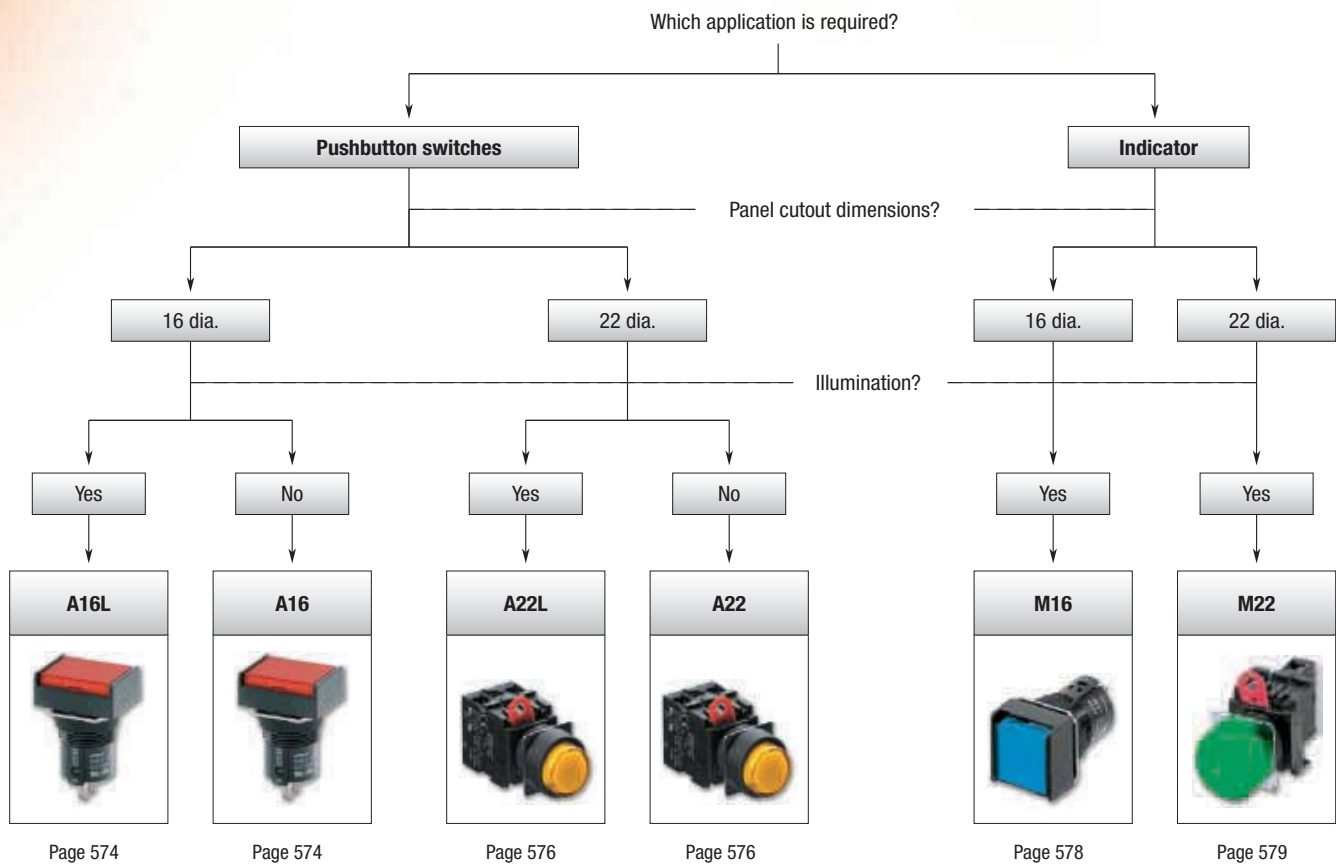 Which application is required?
Pushbutton switches
Indicator
Panel cutout dimensions?
16 dia.
22 dia.
16 dia.
22 dia.
Illumination?
Yes
No
Yes
No
Yes
Yes
A16L
A16
A22L
A22
M16
M22
Page 574
Page 574
Page 576
Page 576
Page 578
Page 579